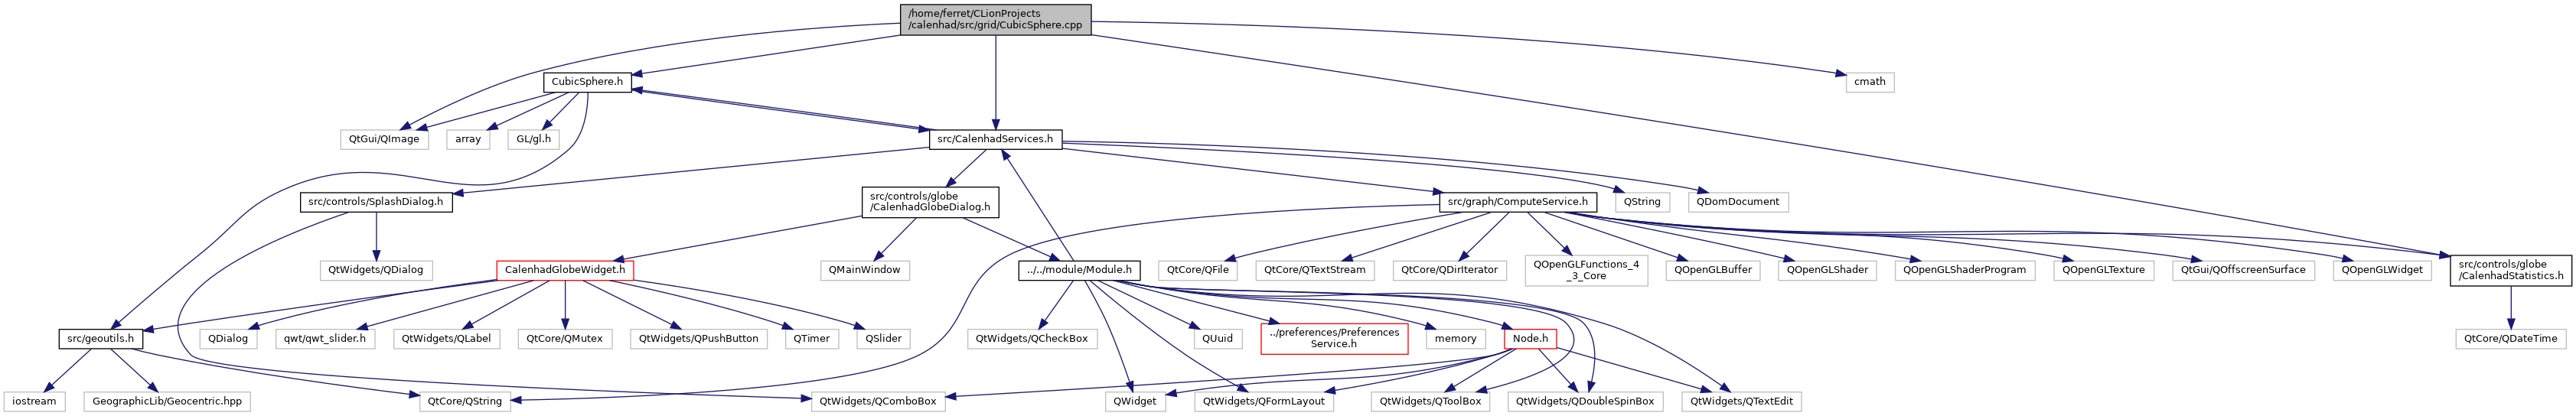 /home/ferret/CLionProjects
/calenhad/src/grid/CubicSphere.cpp
CubicSphere.h
cmath
QtGui/QImage
array
GL/gl.h
src/CalenhadServices.h
src/controls/SplashDialog.h
src/controls/globe
/CalenhadGlobeDialog.h
src/graph/ComputeService.h
QString
QDomDocument
QtWidgets/QDialog
CalenhadGlobeWidget.h
QMainWindow
../../module/Module.h
QtCore/QFile
QtCore/QTextStream
QtCore/QDirIterator
QOpenGLFunctions_4
_3_Core
QOpenGLBuffer
QOpenGLShader
QOpenGLShaderProgram
QOpenGLTexture
QtGui/QOffscreenSurface
QOpenGLWidget
src/controls/globe
/CalenhadStatistics.h
src/geoutils.h
QDialog
qwt/qwt_slider.h
QtWidgets/QLabel
QtCore/QMutex
QtWidgets/QPushButton
QTimer
QSlider
QtWidgets/QCheckBox
QUuid
../preferences/Preferences
Service.h
memory
Node.h
QtCore/QDateTime
iostream
GeographicLib/Geocentric.hpp
QtCore/QString
QtWidgets/QComboBox
QWidget
QtWidgets/QFormLayout
QtWidgets/QToolBox
QtWidgets/QDoubleSpinBox
QtWidgets/QTextEdit